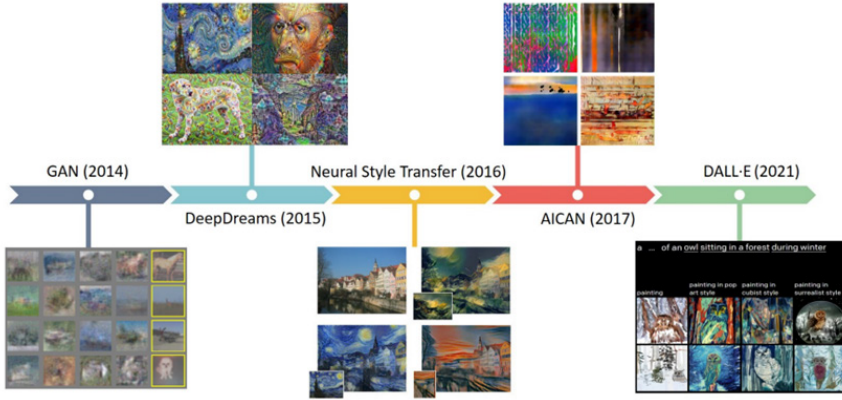 GAN (2014)
Neural Style Transfer (2016)
DALL·E (2021)
DeepDreams (2015)
AICAN (2017)
a ... of an owl sitting in a forest during winter
painting
painting in pop
art style
painting in
cubist style
painting in
surrealist style